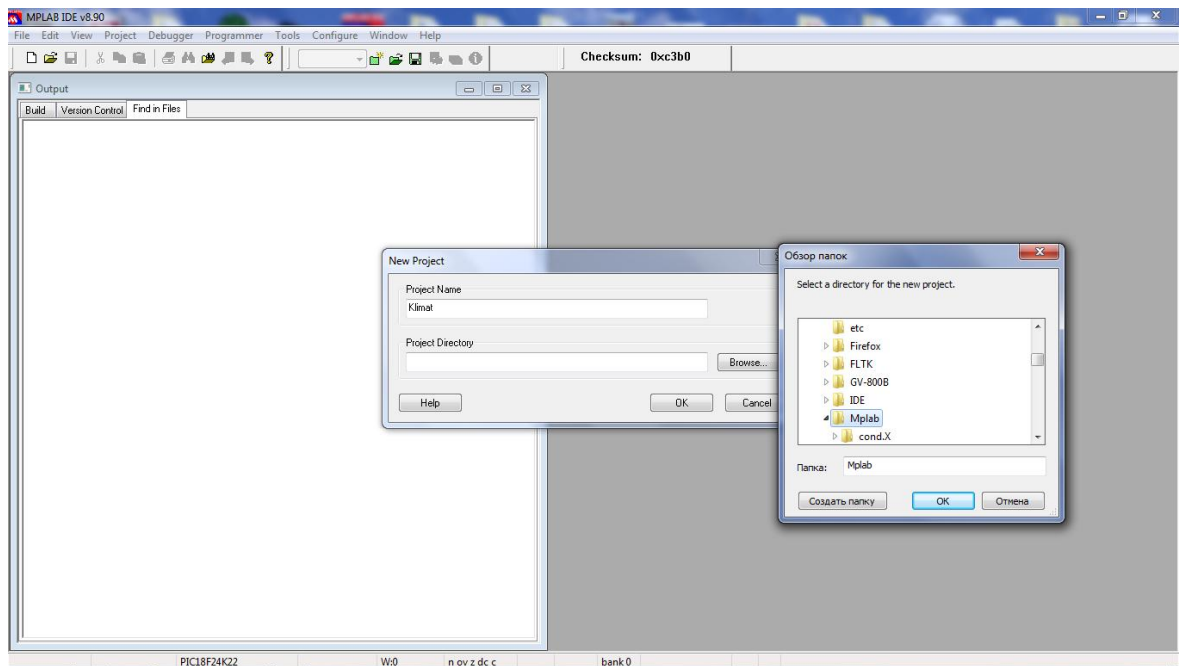 MPLAB IDE v8.90
File Edit View Project Debugger Programmer Tools Configure Window Help
Checksum: 0xc3b0
Output
Build Version Control Find in Files
New Project
Project Name
Klimat
Project Directory
Browse...
Help OK Cancel
Обзор папок
Select a directory for the new project.
etc
Firefox
FLTK
GV-800B
IDE
Mplab
cond.X
Папка: Mplab
Создать папку OK Отмена
PIC18F24K22 W:0 n ov z dc c bank 0